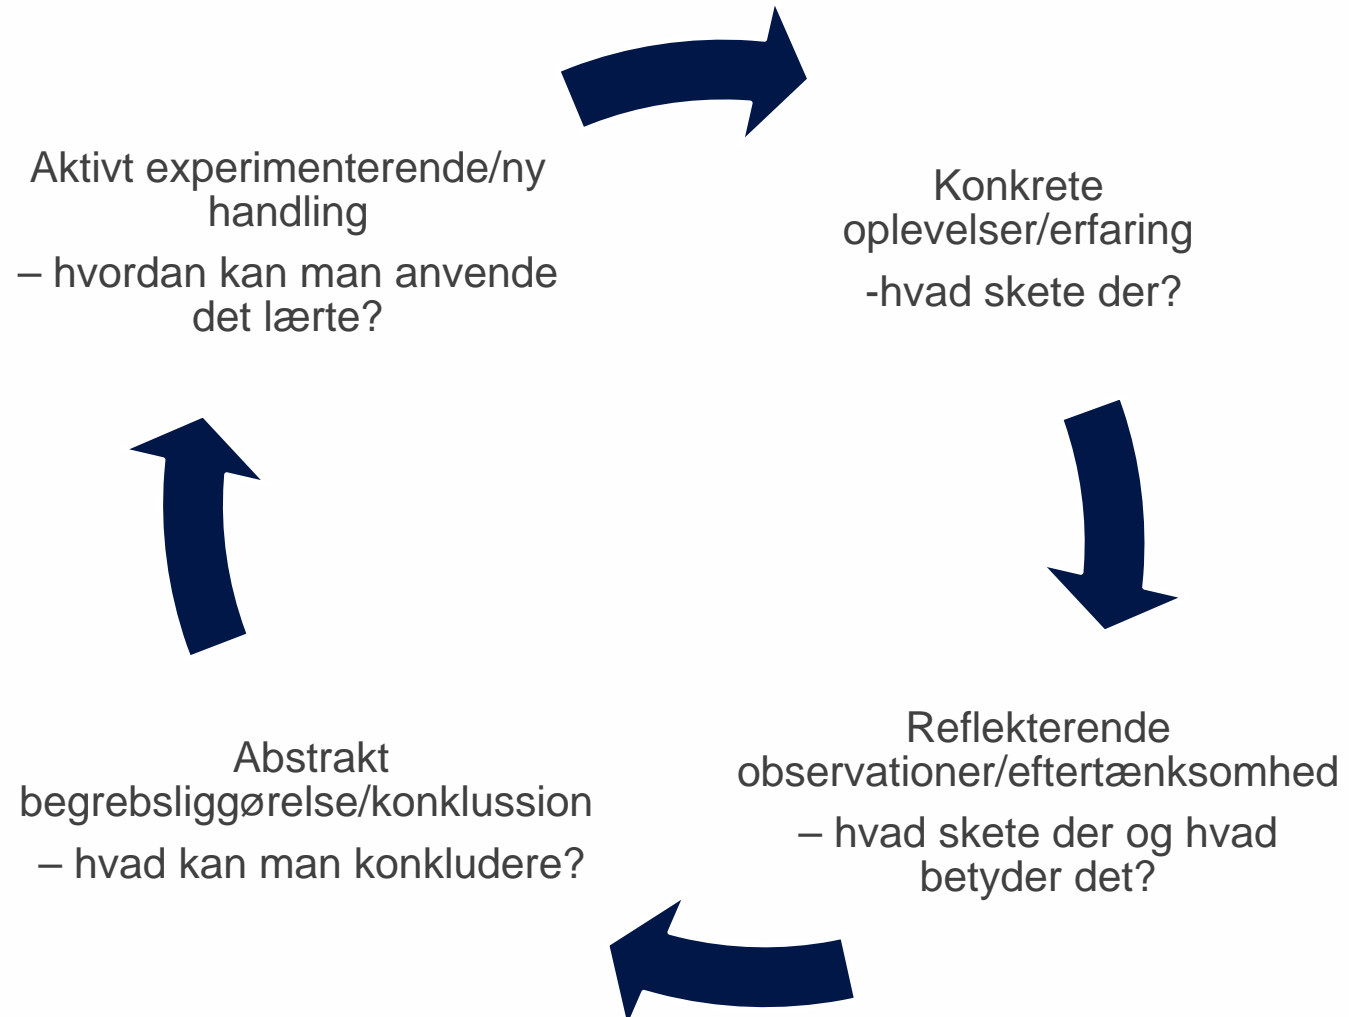 Aktivt experimenterende/ny
handling
– hvordan kan man anvende
det lærte?
Konkrete
oplevelser/erfaring
-hvad skete der?
Reflekterende
observationer/eftertænksomhed
– hvad skete der og hvad
betyder det?
Abstrakt
begrebsliggørelse/konklussion
– hvad kan man konkludere?